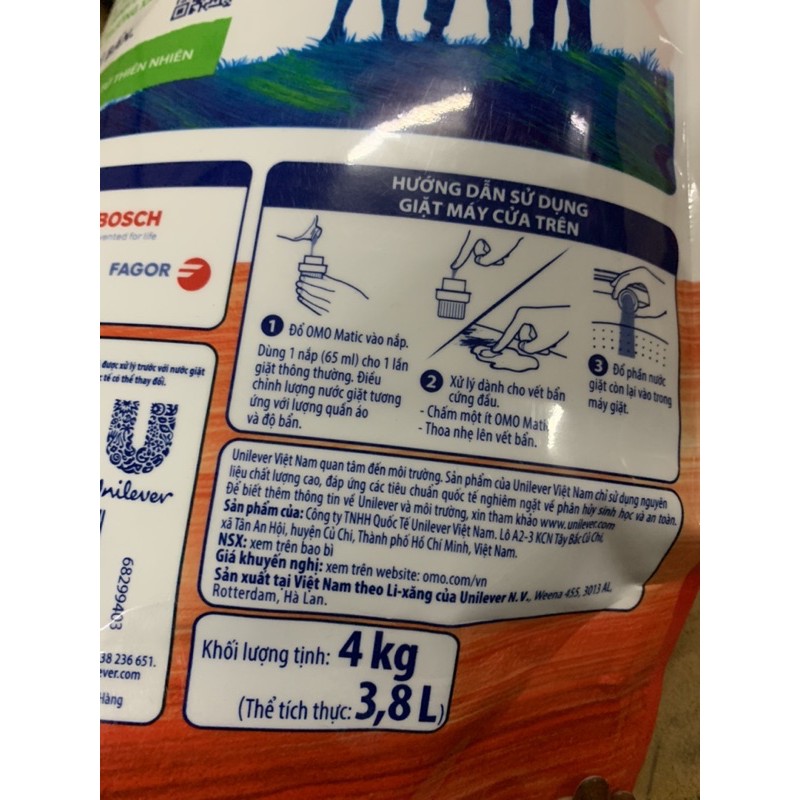 BẢN.
THIÊN NHIÊN
BOSCH
FAGOR
được xử lý trước với nước giặt
tế có thể thay đổi.
Unilever
68299403
38 236 651.
ever.com
Hàng
HƯỚNG DẪN SỬ DỤNG
GIẶT MÁY CỬA TRÊN
1 Đổ OMO Matic vào nắp.
Dùng 1 nắp (65 ml) cho 1 lần
giặt thông thường. Điều
chỉnh lượng nước giặt tương
ứng với lượng quần áo
và độ bẩn.
2 Xử lý dành cho vết bẩn
cứng đầu.
- Chấm một ít OMO Matic
- Thoa nhẹ lên vết bẩn.
3 Đổ phần nước
giặt còn lại vào trong
máy giặt.
Unilever Việt Nam quan tâm đến môi trường. Sản phẩm của Unilever Việt Nam chỉ sử dụng nguyên
liệu chất lượng cao, đáp ứng các tiêu chuẩn quốc tế nghiêm ngặt về phân hủy sinh học và an toàn.
Để biết thêm thông tin về Unilever và môi trường, xin tham khảo www.unilever.com
Sản phẩm của: Công ty TNHH Quốc Tế Unilever Việt Nam. Lô A2-3 KCN Tây Bắc Củ Chi,
xã Tân An Hội, huyện Củ Chi, Thành phố Hồ Chí Minh, Việt Nam.
NSX: xem trên bao bì
Giá khuyến nghị: xem trên website: omo.com/vn
Sản xuất tại Việt Nam theo Li-xăng của Unilever N.V., Weena 455, 3013 AL,
Rotterdam, Hà Lan.
Khối lượng tịnh: 4 kg
(Thể tích thực: 3,8 L)